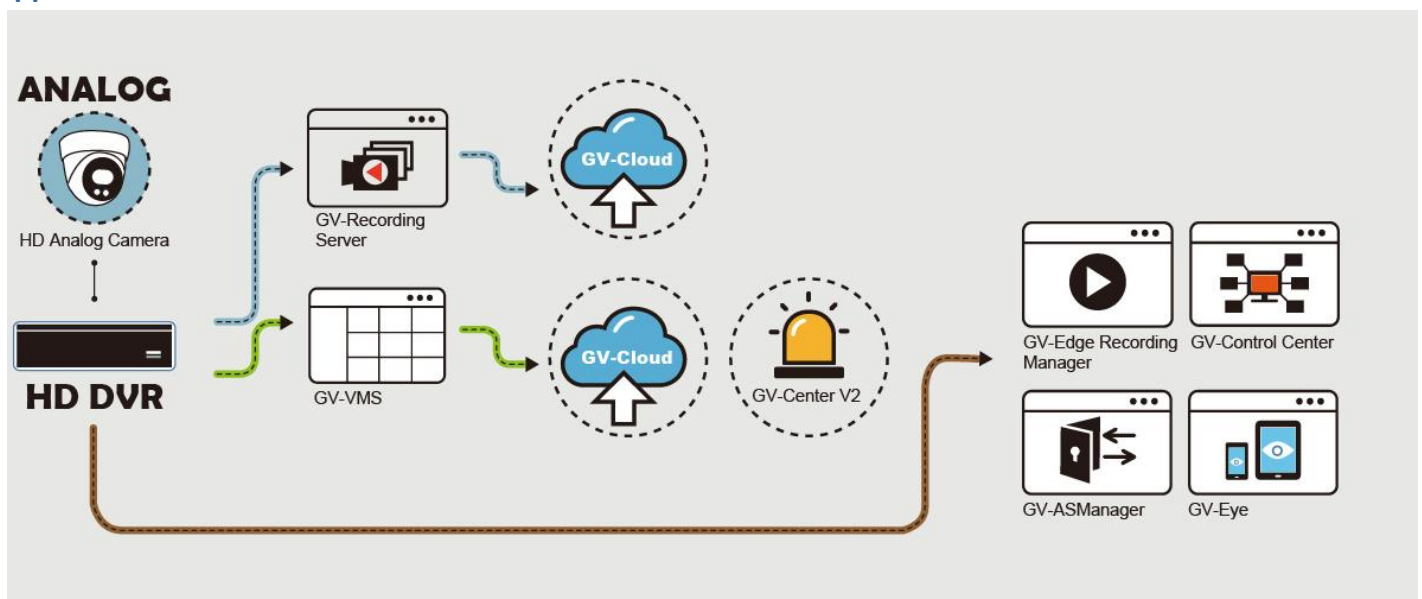 ANALOG
HD Analog Camera
HD DVR
GV-Recording
Server
GV-Cloud
GV-VMS
GV-Cloud
GV-Center V2
GV-Edge Recording
Manager
GV-Control Center
GV-ASManager
GV-Eye